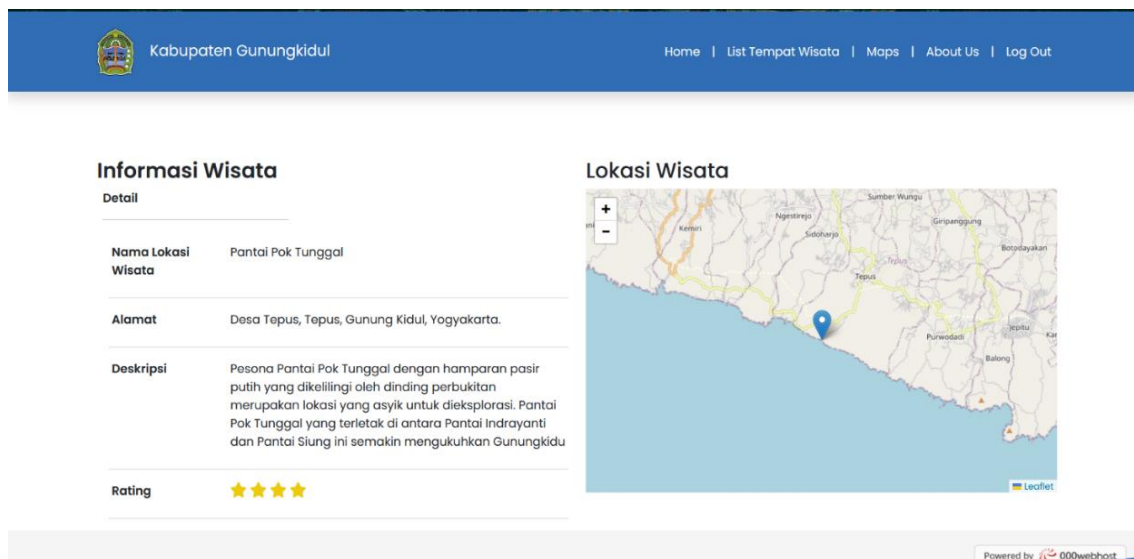 Kabupaten Gunungkidul
Home | List Tempat Wisata | Maps | About Us | Log Out
Informasi Wisata
Detail
Nama Lokasi
Wisata
Pantai Pok Tunggal
Alamat
Desa Tepus, Tepus, Gunung Kidul, Yogyakarta.
Deskripsi
Pesona Pantai Pok Tunggal dengan hamparan pasir
putih yang dikelilingi oleh dinding perbukitan
merupakan lokasi yang asyik untuk dieksplorasi. Pantai
Pok Tunggal yang terletak di antara Pantai Indrayanti
dan Pantai Siung ini semakin mengukuhkan Gunungkidu
Rating
Lokasi Wisata
+
-
Sumber Wungu
Ngestirejo
Giripanggung
Kemiri
Sidoharjo
Botodayakan
Tepus
Tepus
Jepitu
Purwodadi
Balong
Leaflet
Powered by 000webhost